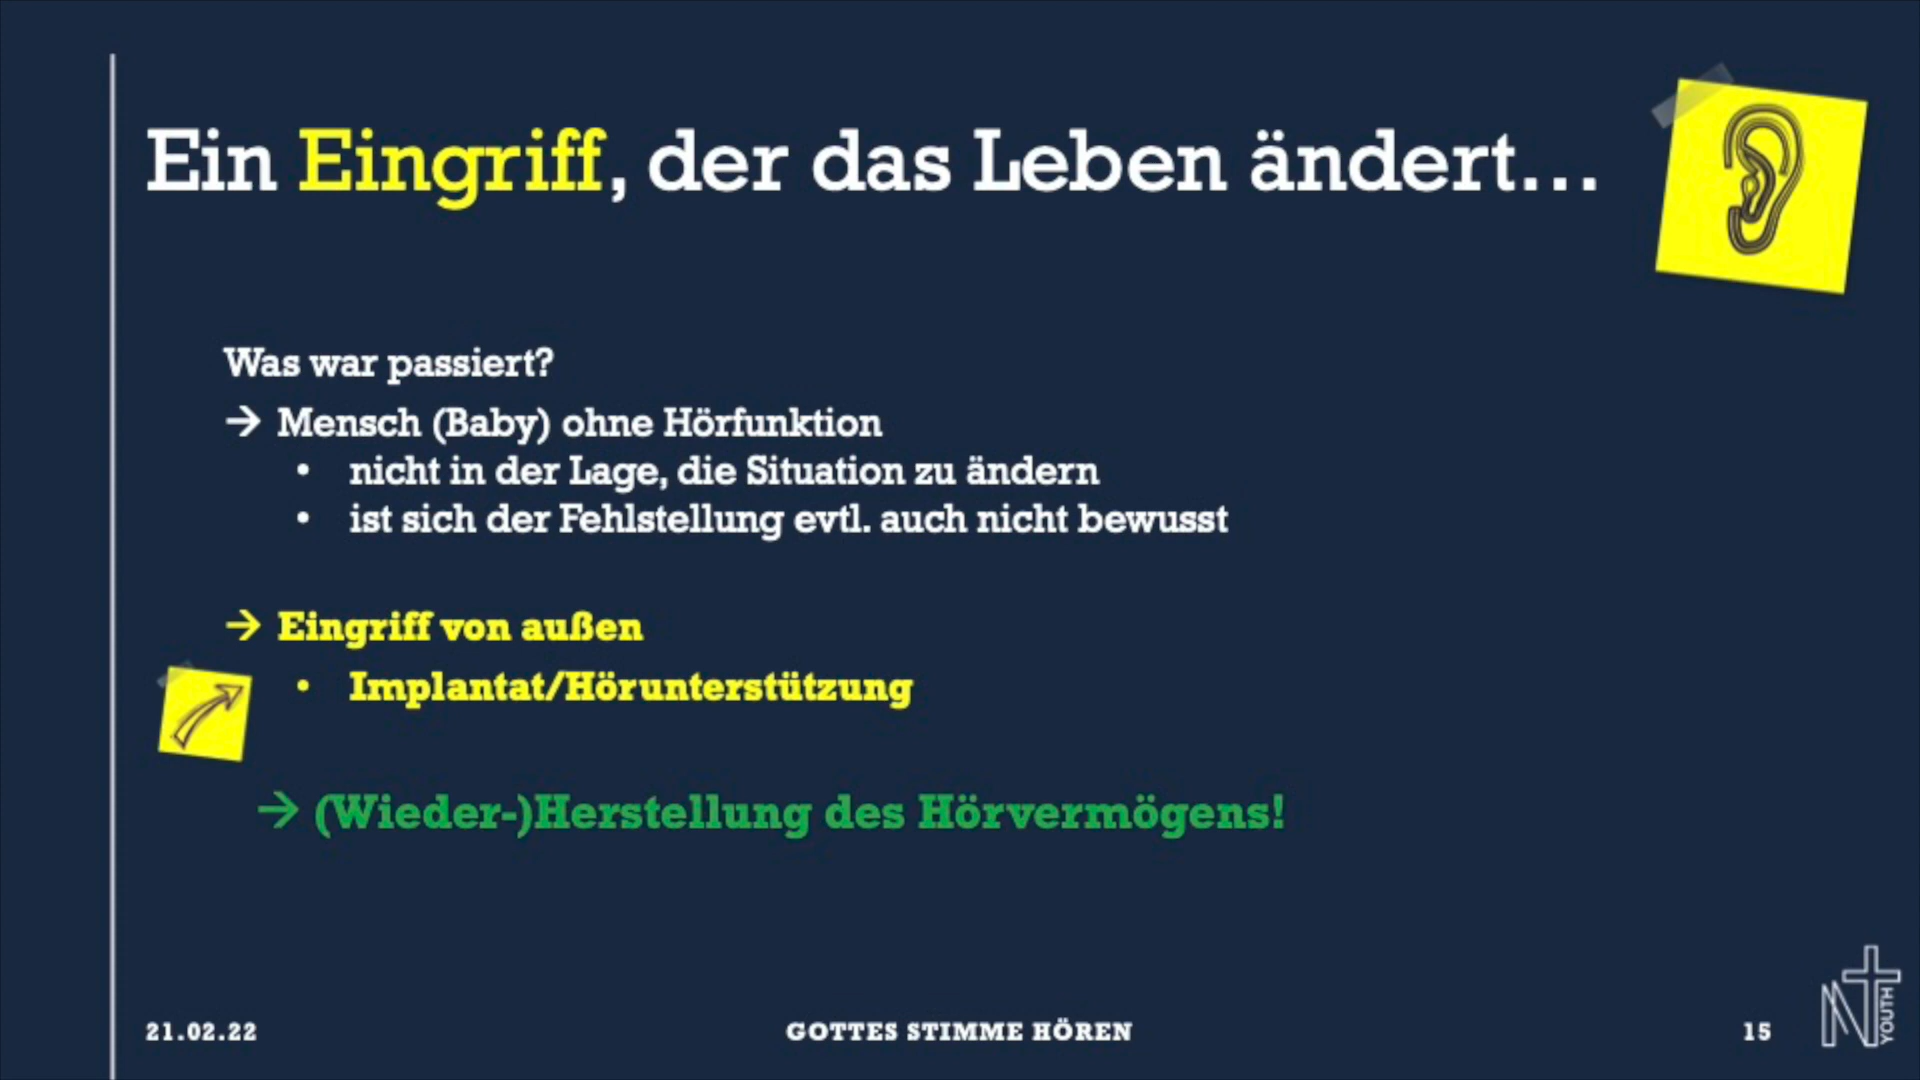 Ein Eingriff, der das Leben ändert...
Was war passiert?
→ Mensch (Baby) ohne Hörfunktion
• nicht in der Lage, die Situation zu ändern
• ist sich der Fehlstellung evtl. auch nicht bewusst
→ Eingriff von außen
• Implantat/Hörunterstützung
→ (Wieder-)Herstellung des Hörvermögens!
21.02.22
GOTTES STIMME HÖREN
15
NT YOUTH